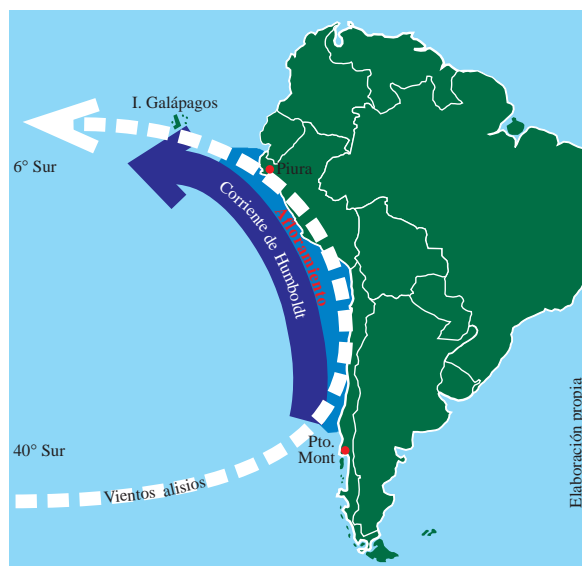 I. Galápagos
6° Sur
Piura
Afloramiento
Corriente de Humboldt
40° Sur
Pto.
Mont
Vientos alisios
Elaboración propia